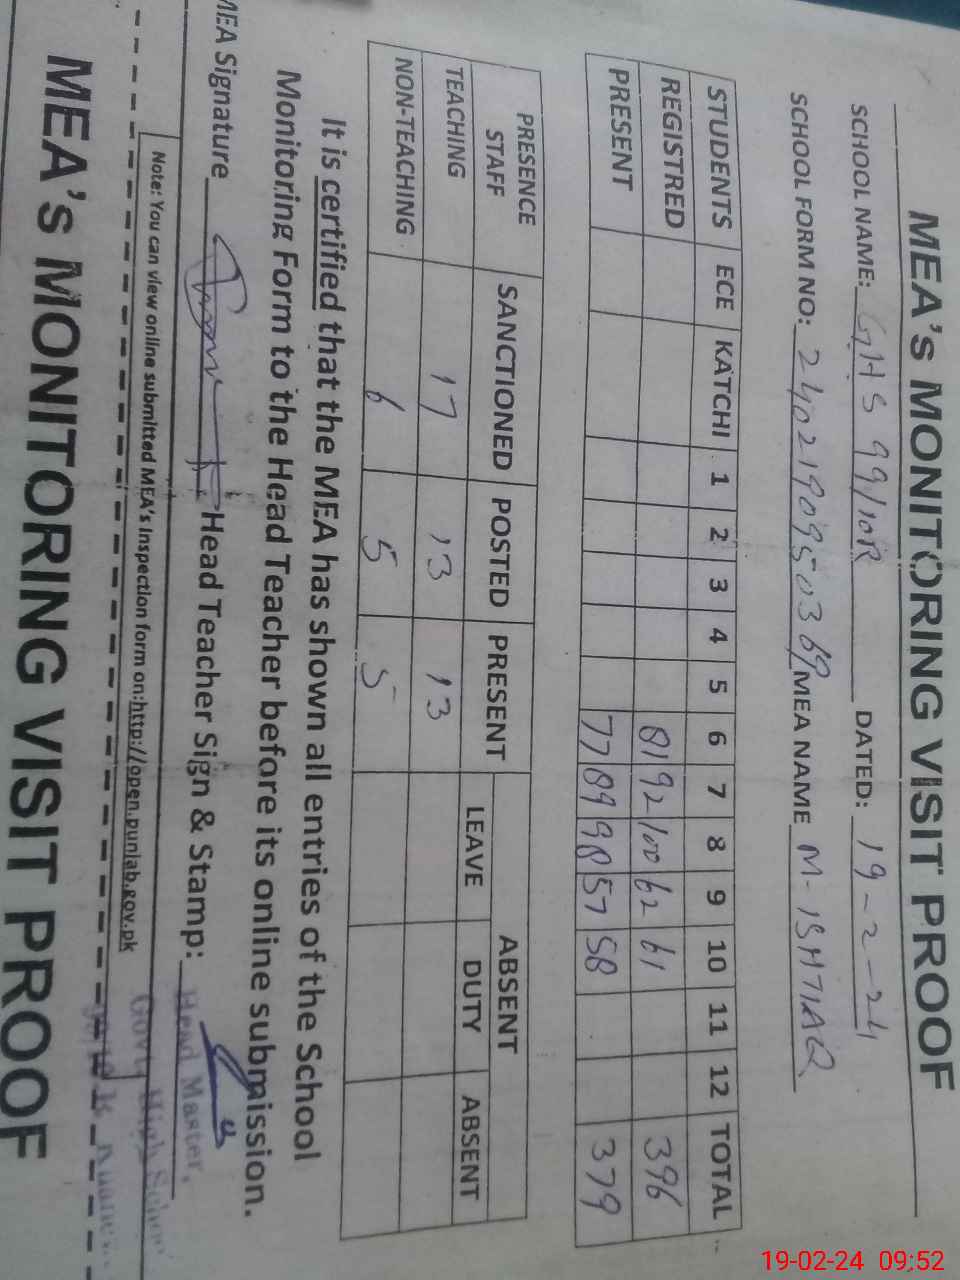 MEA's MONITORING VISIT PROOF
SCHOOL NAME: GHS 99/10R DATED: 19-2-24
SCHOOL FORM NO: 2402190950369 MEA NAME M-ISHTIAQ
STUDENTS ECE KATCHI 1 2 3 4 5 6 7 8 9 10 11 12 TOTAL
REGISTRED 81 92 100 62 61 396
PRESENT 77 89 98 57 58 379
PRESENCE STAFF SANCTIONED POSTED PRESENT ABSENT
LEAVE DUTY ABSENT
TEACHING 17 13 13
NON-TEACHING 6 5 5
It is certified that the MEA has shown all entries of the School
Monitoring Form to the Head Teacher before its online submission.
MEA Signature Head Teacher Sign & Stamp:
Head Master,
Govt. High School
Note: You can view online submitted MEA's Inspection form on:http://open.punjab.gov.pk
MEA's MONITORING VISIT PROOF
19-02-24 09:52